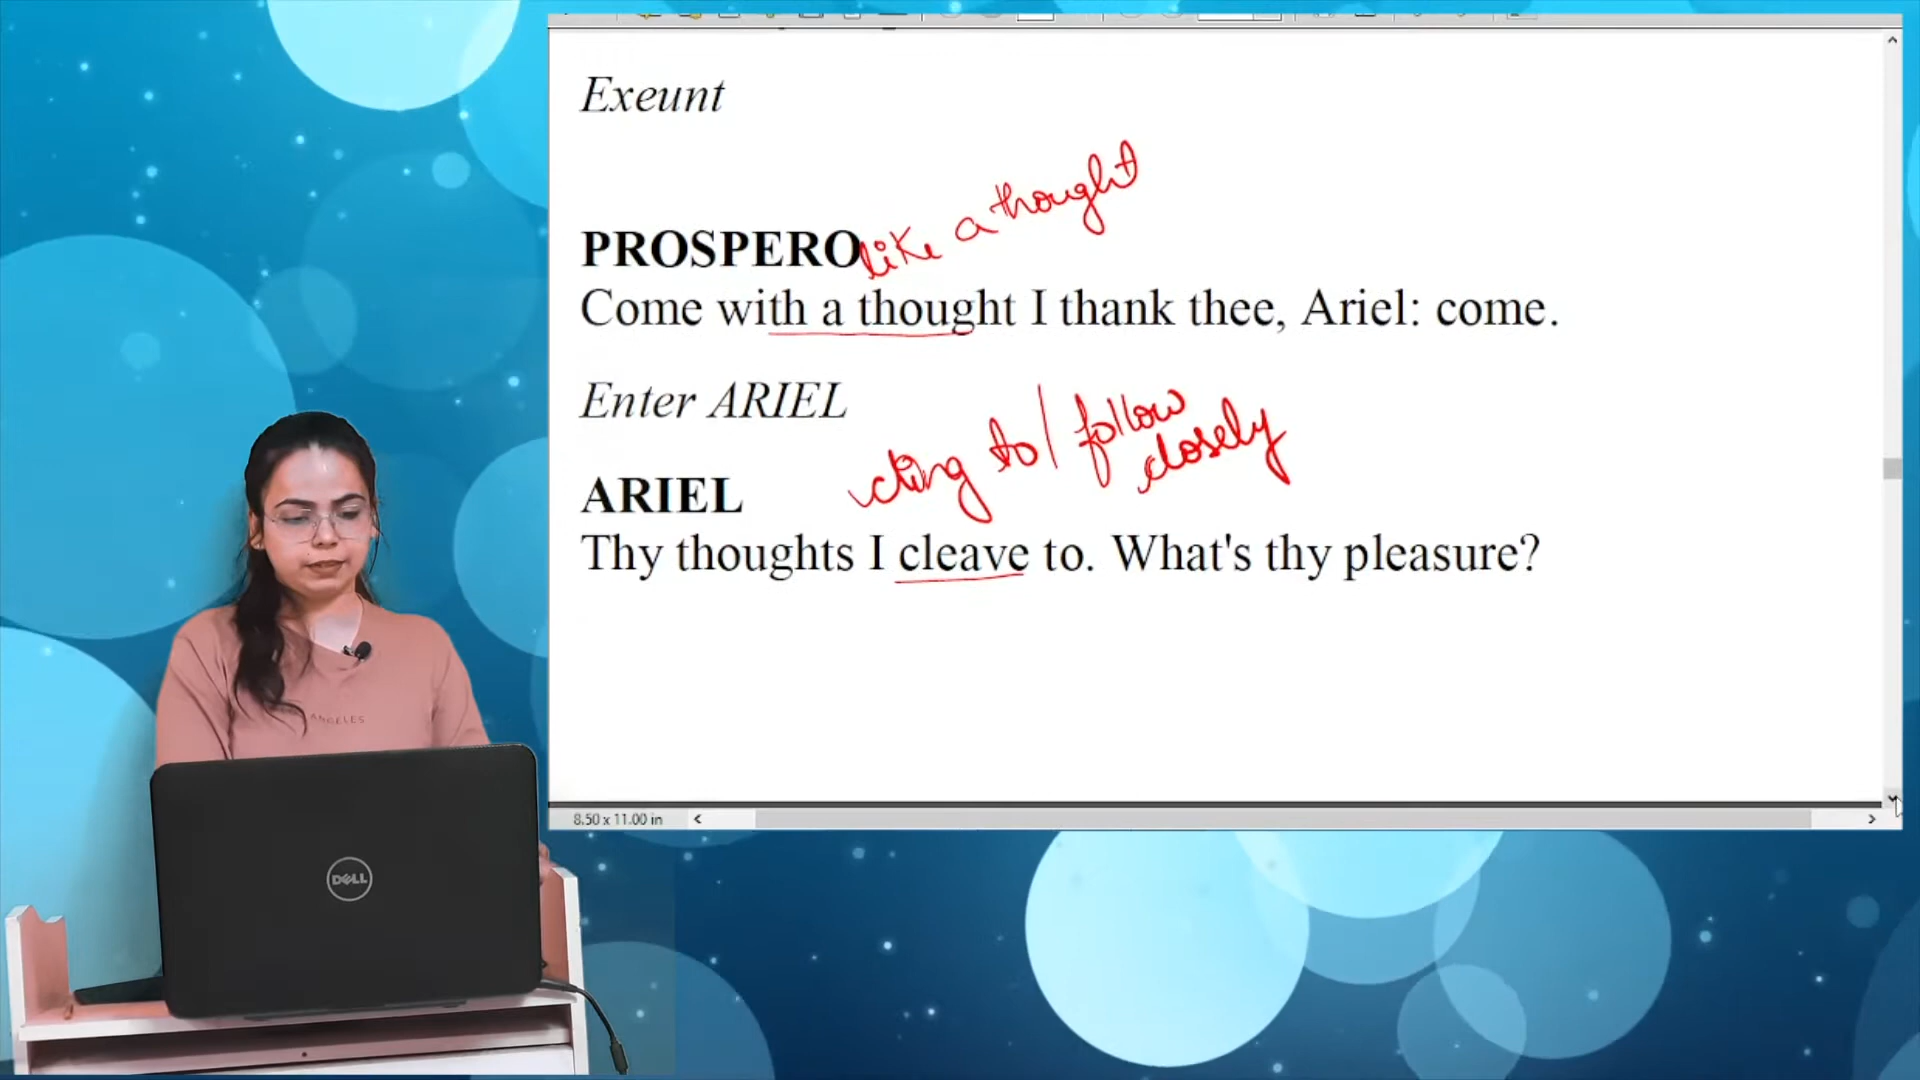 Exeunt
like a thought
PROSPERO
Come with a thought I thank thee, Ariel: come.
Enter ARIEL
cling to / follow
closely
ARIEL
Thy thoughts I cleave to. What's thy pleasure?
ANGELES
8.50 x 11.00 in
DELL